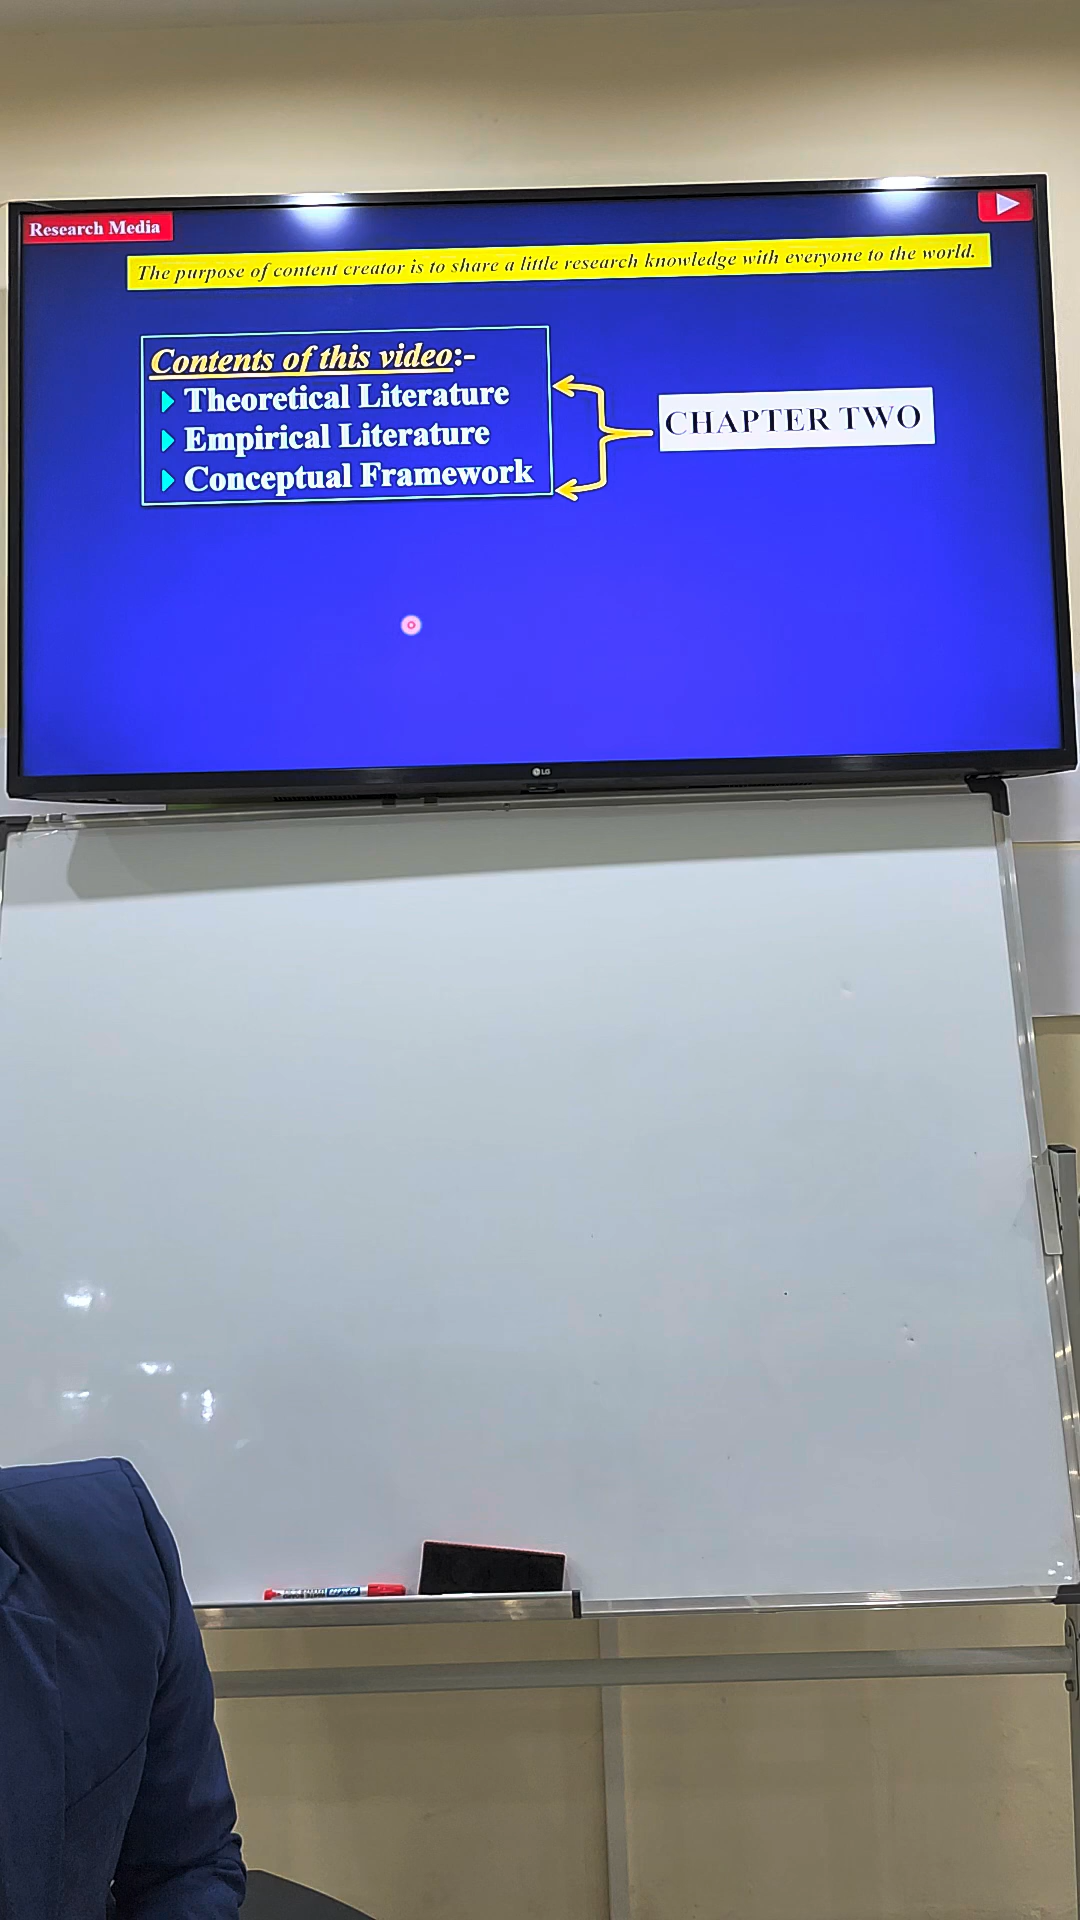 Research Media
The purpose of content creator is to share a little research knowledge with everyone to the world.
Contents of this video:-
Theoretical Literature
Empirical Literature
Conceptual Framework
CHAPTER TWO
LG